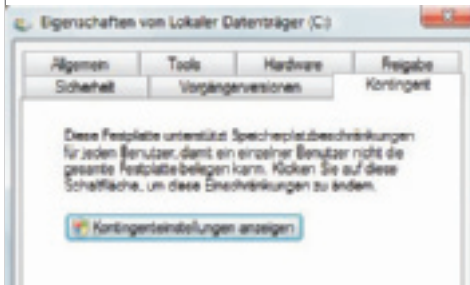 Eigenschaften von Lokaler Datenträger (C:)
Allgemein Tools Hardware Freigabe
Sicherheit Vorgängerversionen Kontingent
Diese Festplatte unterstützt Speicherplatzbeschränkungen
für jeden Benutzer, damit ein einzelner Benutzer nicht die
gesamte Festplatte belegen kann. Klicken Sie auf diese
Schaltfläche, um diese Einschränkungen zu ändern.
Kontingenteinstellungen anzeigen